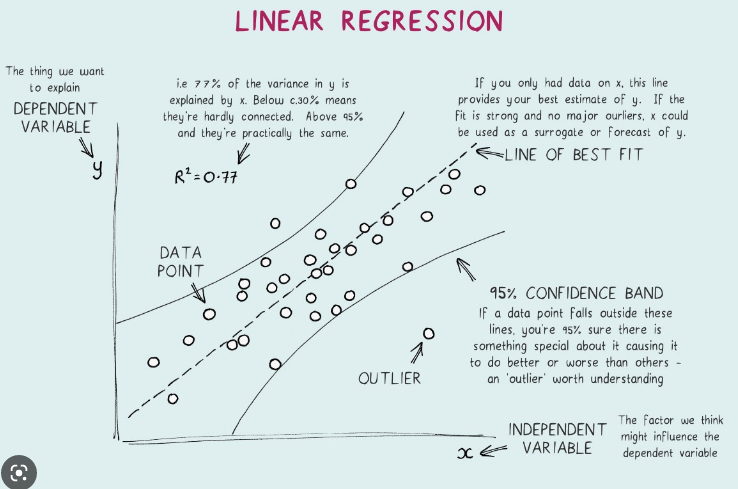 LINEAR REGRESSION
The thing we want
to explain
DEPENDENT
VARIABLE
y
i.e 77% of the variance in y is
explained by x. Below c.30% means
they're hardly connected. Above 95%
and they're practically the same.
R²=0.77
If you only had data on x, this line
provides your best estimate of y. If the
fit is strong and no major ourliers, x could
be used as a surrogate or forecast of y.
LINE OF BEST FIT
DATA
POINT
95% CONFIDENCE BAND
If a data point falls outside these
lines, you're 95% sure there is
something special about it causing it
to do better or worse than others -
an 'outlier' worth understanding
OUTLIER
x
INDEPENDENT
VARIABLE
The factor we think
might influence the
dependent variable